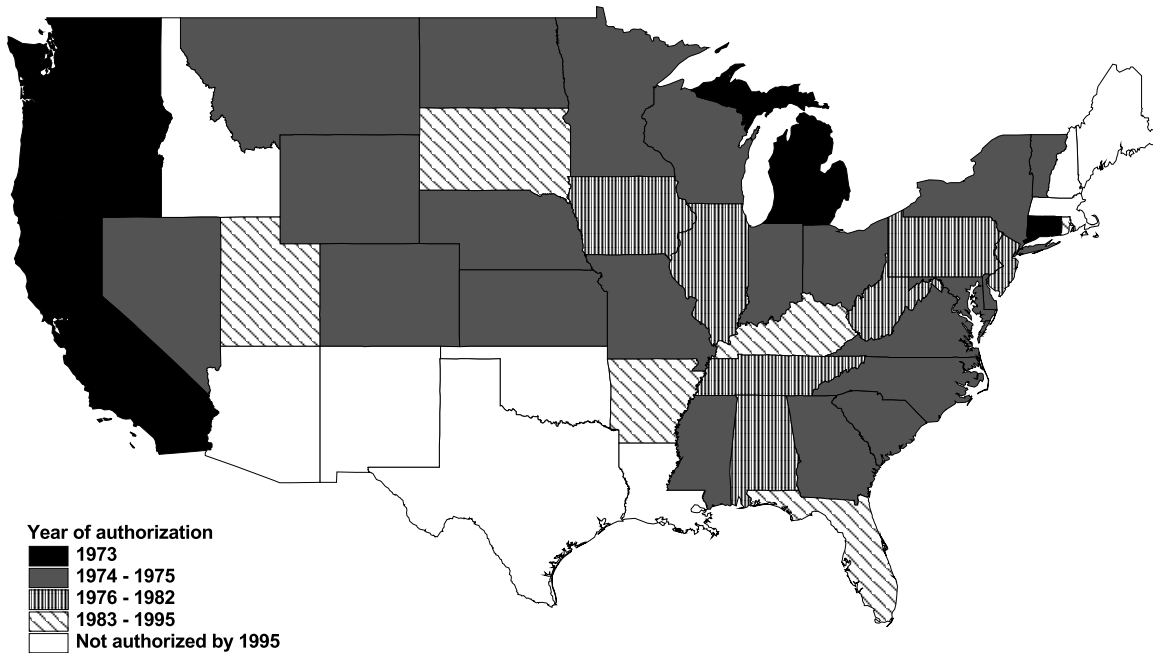 Year of authorization
1973
1974 - 1975
1976 - 1982
1983 - 1995
Not authorized by 1995